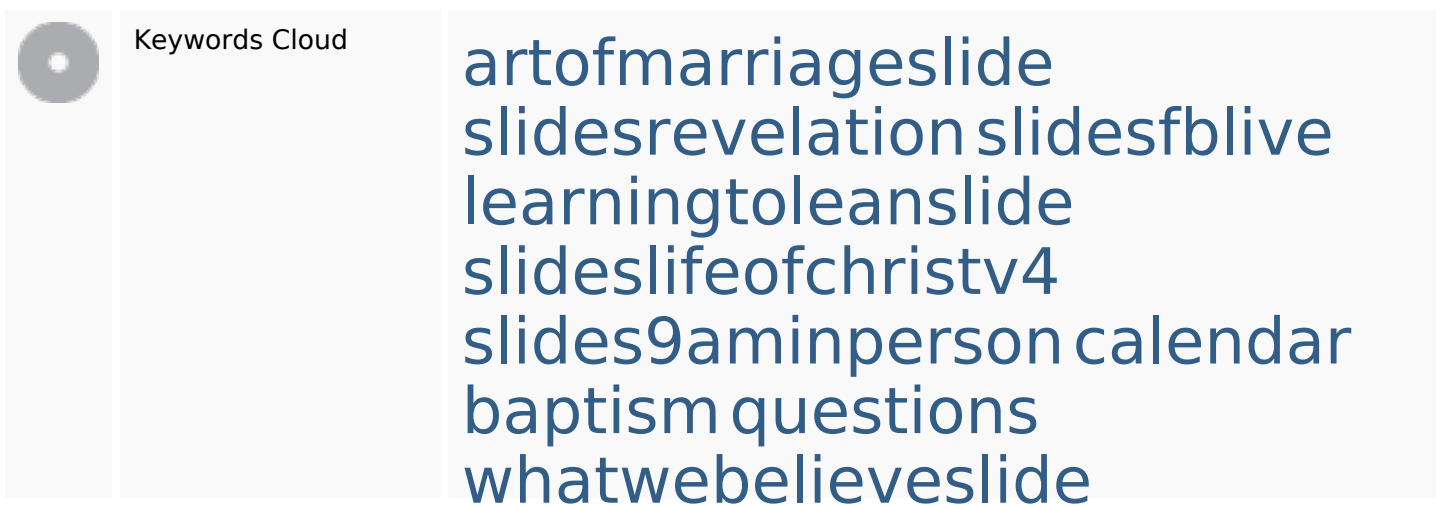 Keywords Cloud
artofmarriageslide
slidesrevelation slidesfblive
learningtoleanslide
slideslifeofchristv4
slides9aminperson calendar
baptism questions
whatwebelieveslide